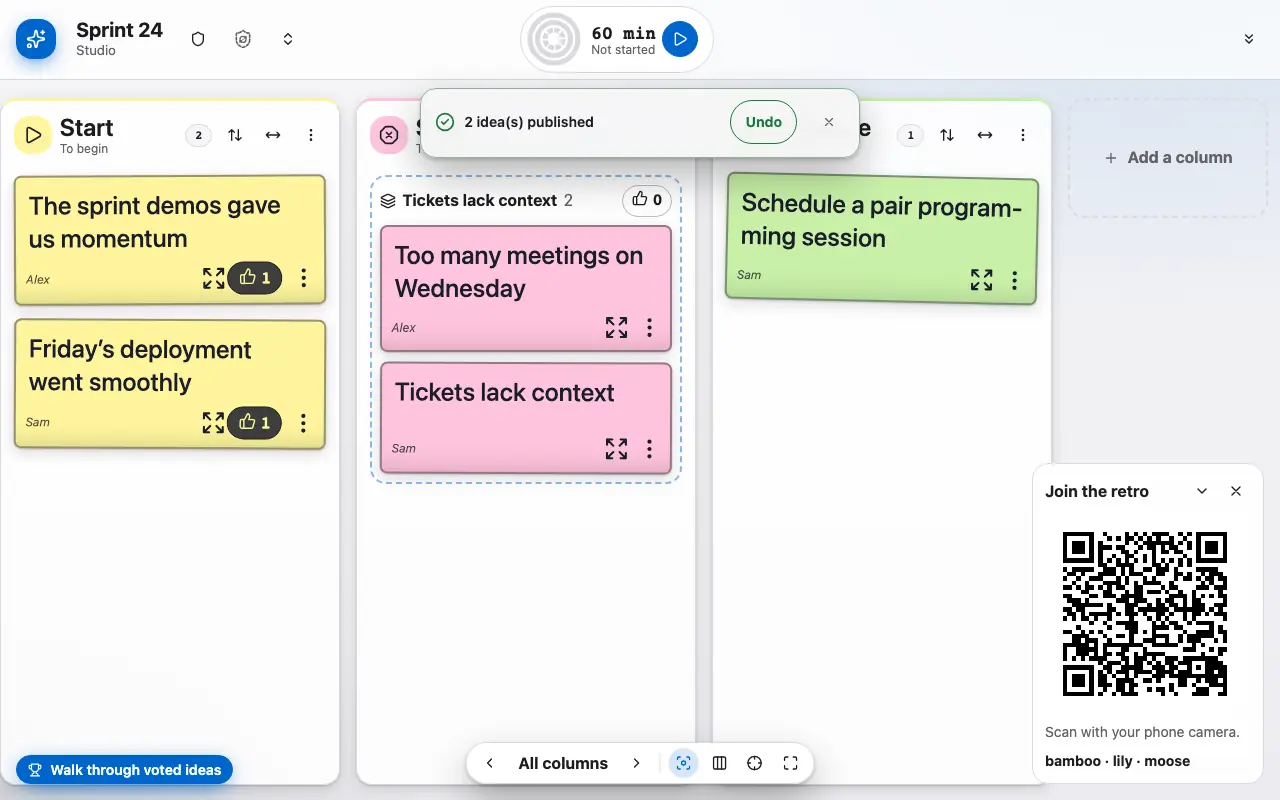 Sprint 24
Studio
60 min
Not started
2 idea(s) published
Undo
Start
To begin
2
1
Add a column
The sprint demos gave
us momentum
Alex
1
Friday’s deployment
went smoothly
Sam
1
Tickets lack context 2
0
Too many meetings on
Wednesday
Alex
Tickets lack context
Sam
Schedule a pair program-
ming session
Sam
Join the retro
Scan with your phone camera.
bamboo · lily · moose
Walk through voted ideas
All columns